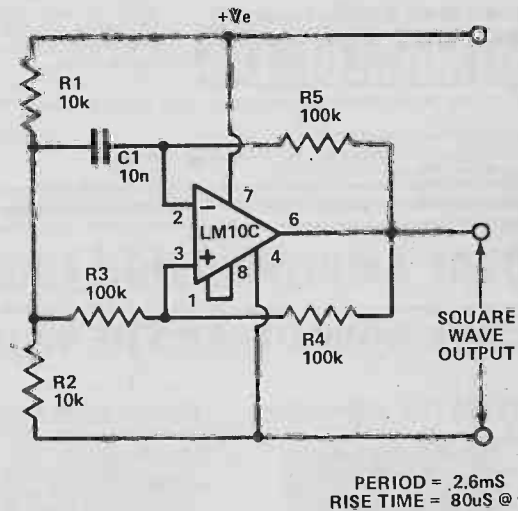 +Ve
R1
10k
C1
10n
R5
100k
7
2
−
LM10C
6
3
+
8
4
1
R3
100k
R4
100k
SQUARE
WAVE
OUTPUT
R2
10k
PERIOD = 2.6mS
RISE TIME = 80uS @